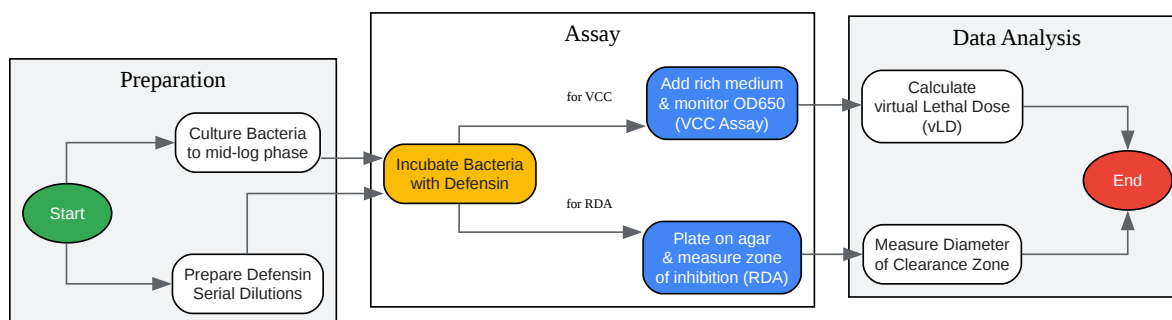 Preparation
Start
Culture Bacteria
to mid-log phase
Prepare Defensin
Serial Dilutions
Assay
Incubate Bacteria
with Defensin
for VCC
Add rich medium
& monitor OD650
(VCC Assay)
for RDA
Plate on agar
& measure zone
of inhibition (RDA)
Data Analysis
Calculate
virtual Lethal Dose
(vLD)
Measure Diameter
of Clearance Zone
End